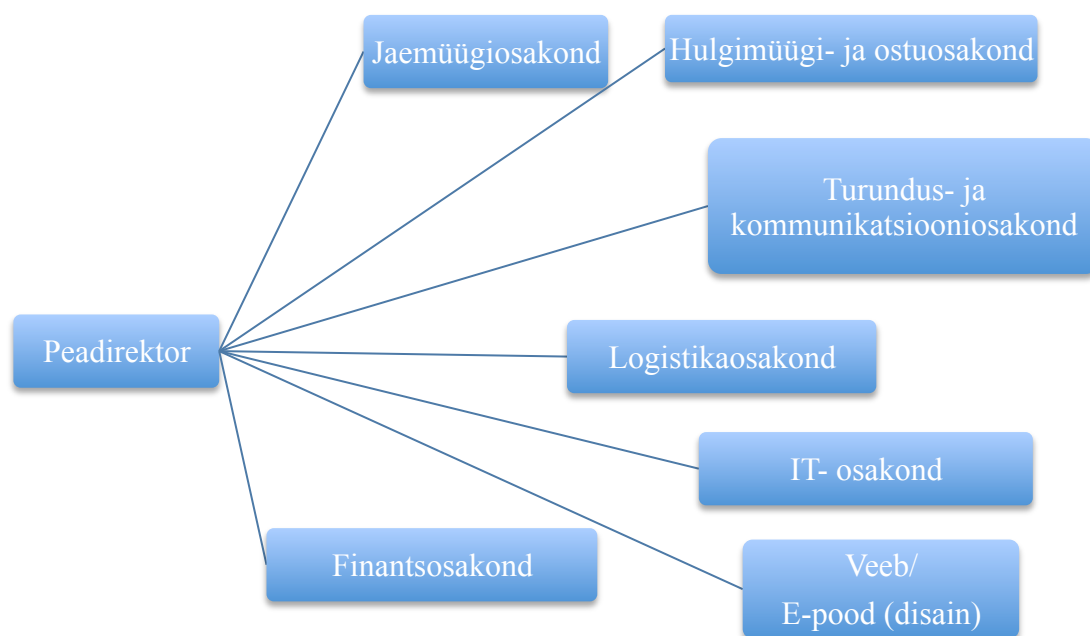 Jaemüügiosakond
Hulgimüügi- ja ostuosakond
Turundus- ja
kommunikatsiooniosakond
Peadirektor
Logistikaosakond
IT- osakond
Finantsosakond
Veeb/
E-pood (disain)